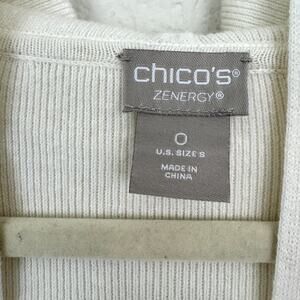 chico's®
ZENERGY®
0
U.S. SIZE S
MADE IN
CHINA